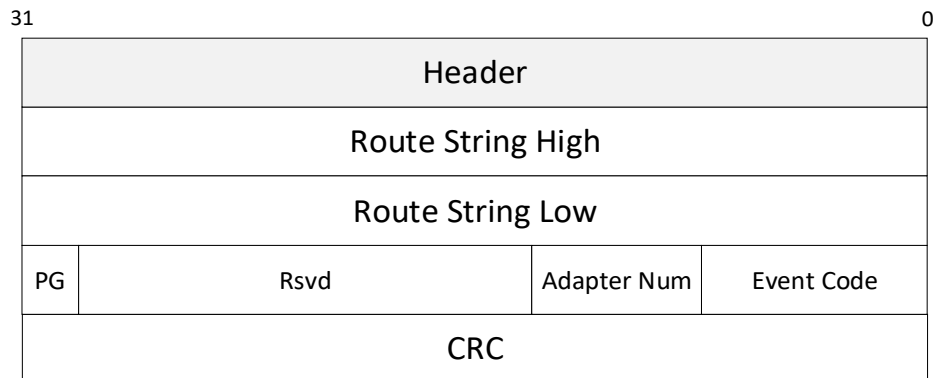 31 0
Header
Route String High
Route String Low
PG Rsvd Adapter Num Event Code
CRC